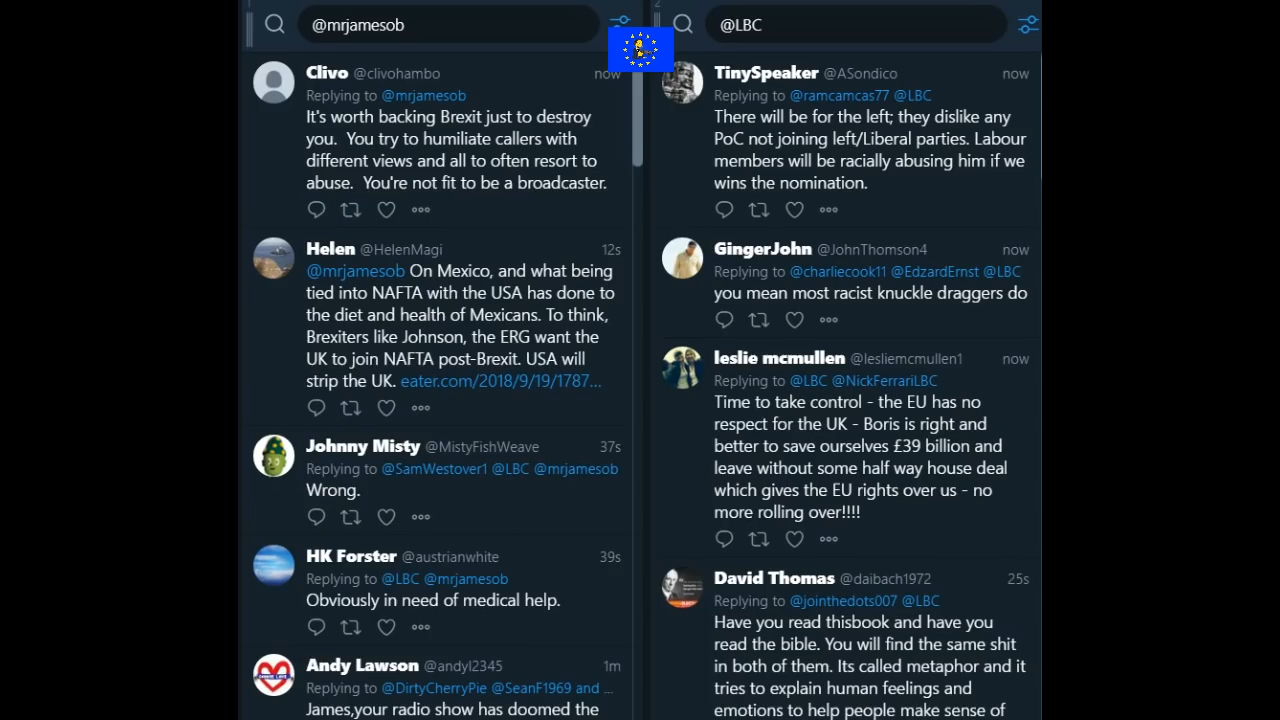 1
@mrjamesob
Clivo @clivohambo now
Replying to @mrjamesob
It's worth backing Brexit just to destroy
you. You try to humiliate callers with
different views and all to often resort to
abuse. You're not fit to be a broadcaster.
Helen @HelenMagi 12s
@mrjamesob On Mexico, and what being
tied into NAFTA with the USA has done to
the diet and health of Mexicans. To think,
Brexiters like Johnson, the ERG want the
UK to join NAFTA post-Brexit. USA will
strip the UK. eater.com/2018/9/19/1787...
Johnny Misty @MistyFishWeave 37s
Replying to @SamWestover1 @LBC @mrjamesob
Wrong.
HK Forster @austrianwhite 39s
Replying to @LBC @mrjamesob
Obviously in need of medical help.
Andy Lawson @andyl2345 1m
Replying to @DirtyCherryPie @SeanF1969 and ...
James,your radio show has doomed the
2
@LBC
TinySpeaker @ASondico now
Replying to @ramcamcas77 @LBC
There will be for the left; they dislike any
PoC not joining left/Liberal parties. Labour
members will be racially abusing him if we
wins the nomination.
GingerJohn @JohnThomson4 now
Replying to @charliecook11 @EdzardErnst @LBC
you mean most racist knuckle draggers do
leslie mcmullen @lesliemcmullen1 now
Replying to @LBC @NickFerrariLBC
Time to take control - the EU has no
respect for the UK - Boris is right and
better to save ourselves £39 billion and
leave without some half way house deal
which gives the EU rights over us - no
more rolling over!!!!
David Thomas @daibach1972 25s
Replying to @jointhedots007 @LBC
Have you read thisbook and have you
read the bible. You will find the same shit
in both of them. Its called metaphor and it
tries to explain human feelings and
emotions to help people make sense of